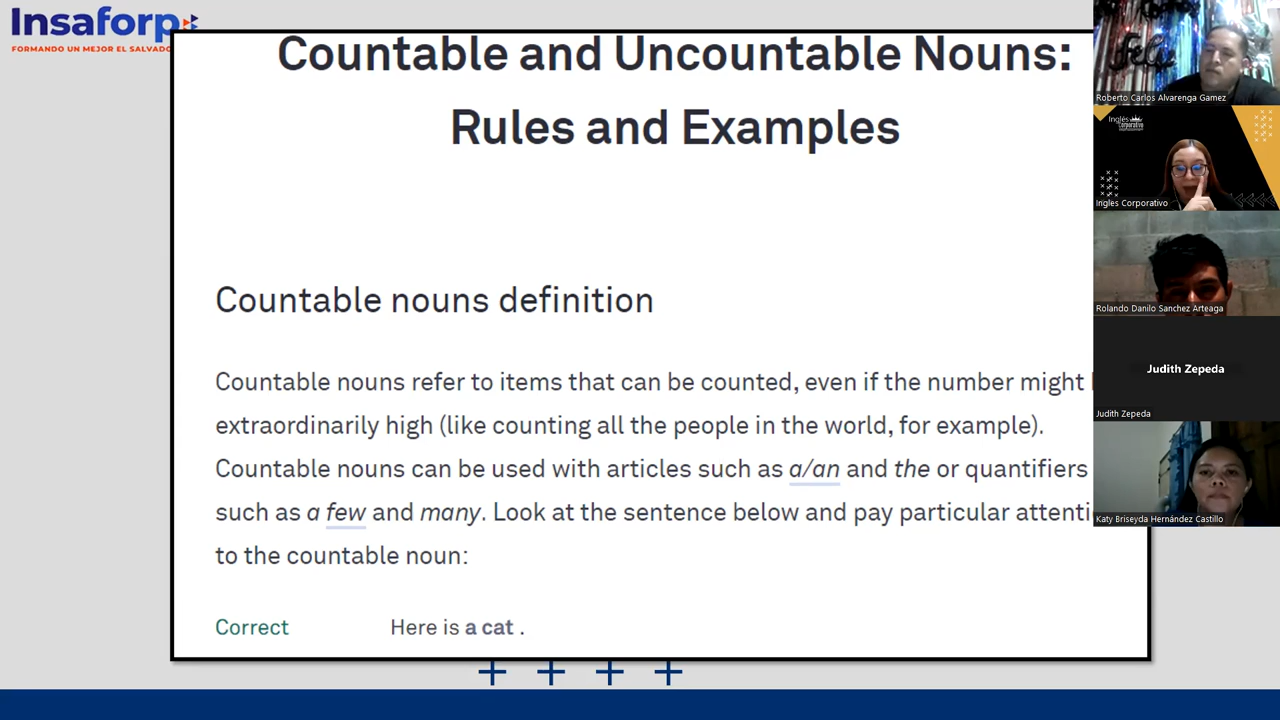 Insaforp
FORMANDO UN MEJOR EL SALVADO
Countable and Uncountable Nouns:
Rules and Examples
Countable nouns definition
Countable nouns refer to items that can be counted, even if the number might
extraordinarily high (like counting all the people in the world, for example).
Countable nouns can be used with articles such as a/an and the or quantifiers
such as a few and many. Look at the sentence below and pay particular attenti
to the countable noun:
Correct Here is a cat .
Roberto Carlos Alvarenga Gamez
Inglés
Corporativo
Ingles Corporativo
Rolando Danilo Sanchez Arteaga
Judith Zepeda
Judith Zepeda
Katy Briseyda Hernández Castillo